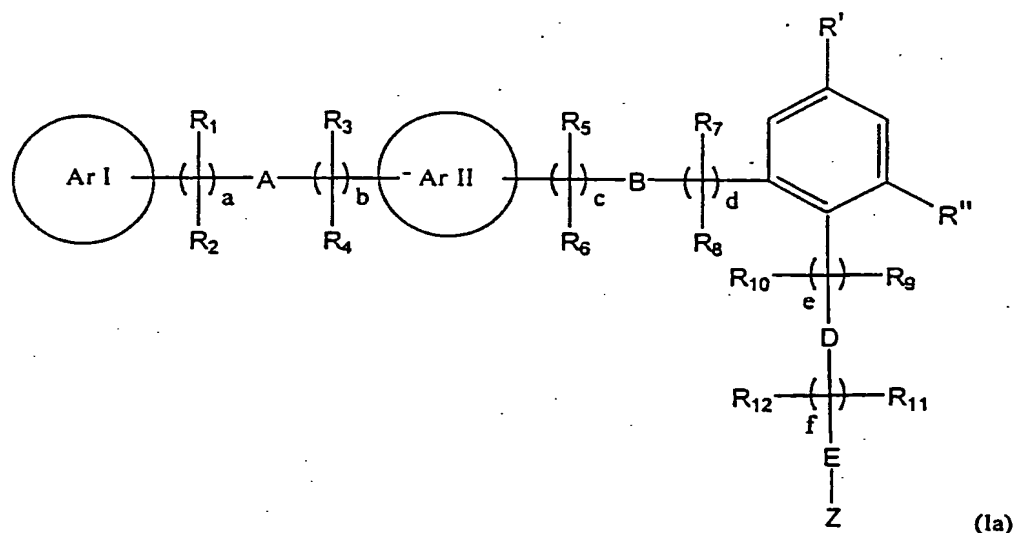 R'
R₁ R₃ R₅ R₇
Ar I ( )a A ( )b Ar II ( )c B ( )d
R₂ R₄ R₆ R₈ R"
R₁₀ ( )e R₉
D
R₁₂ ( )f R₁₁
E
Z
(Ia)